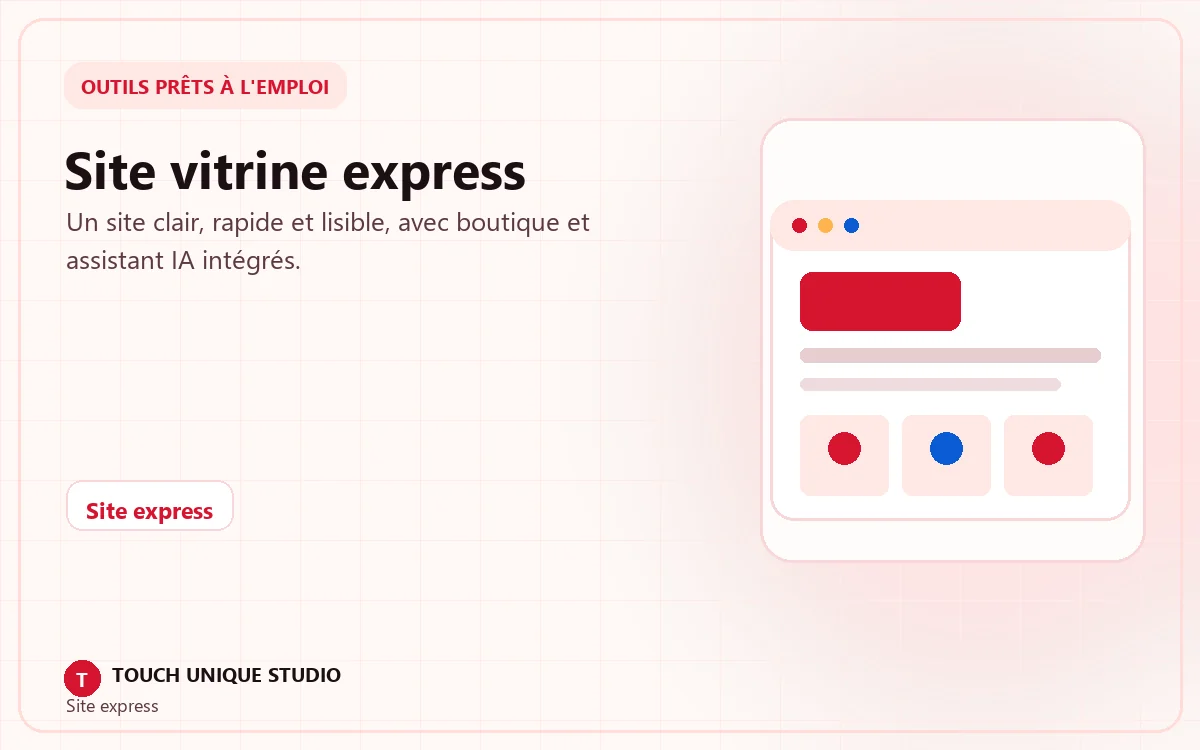 OUTILS PRÊTS À L'EMPLOI
Site vitrine express
Un site clair, rapide et lisible, avec boutique et
assistant IA intégrés.
Site express
T TOUCH UNIQUE STUDIO
Site express